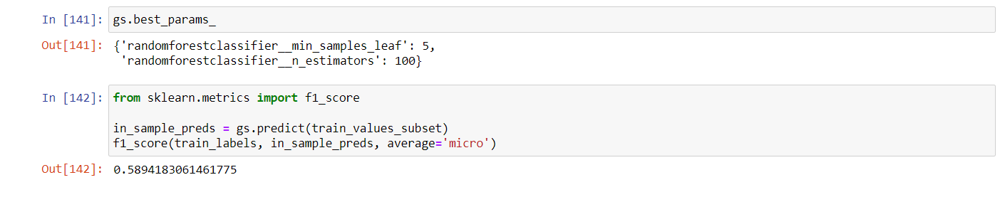 In [141]: gs.best_params_
Out[141]: {'randomforestclassifier__min_samples_leaf': 5,
'randomforestclassifier__n_estimators': 100}
In [142]: from sklearn.metrics import f1_score
in_sample_preds = gs.predict(train_values_subset)
f1_score(train_labels, in_sample_preds, average='micro')
Out[142]: 0.5894183061461775